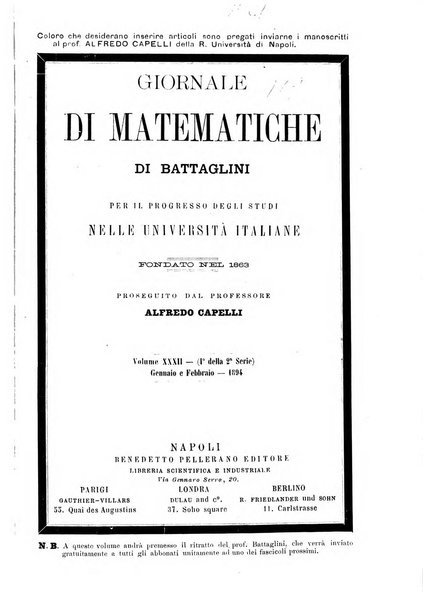 Coloro che desiderano inserire articoli sono pregati inviarne i manoscritti
al prof. ALFREDO CAPELLI della R. Università di Napoli.
GIORNALE
DI MATEMATICHE
DI BATTAGLINI
PER IL PROGRESSO DEGLI STUDI
NELLE UNIVERSITÀ ITALIANE
FONDATO NEL 1863
PROSEGUITO DAL PROFESSORE
ALFREDO CAPELLI
Volume XXXII — (1º della 2ª Serie)
Gennaio e Febbraio — 1894
NAPOLI
BENEDETTO PELLERANO EDITORE
LIBRERIA SCIENTIFICA E INDUSTRIALE
Via Gennaro Serra, 20.
PARIGI LONDRA BERLINO
GAUTHIER-VILLARS DULAU and Cº. R. FRIEDLANDER und SOHN
55. Quai des Augustins 37. Soho square 11. Carlstrasse
N. B. A questo volume andrà premesso il ritratto del prof. Battaglini, che verrà inviato
gratuitamente a tutti gli abbonati unitamente ad uno dei fascicoli prossimi.